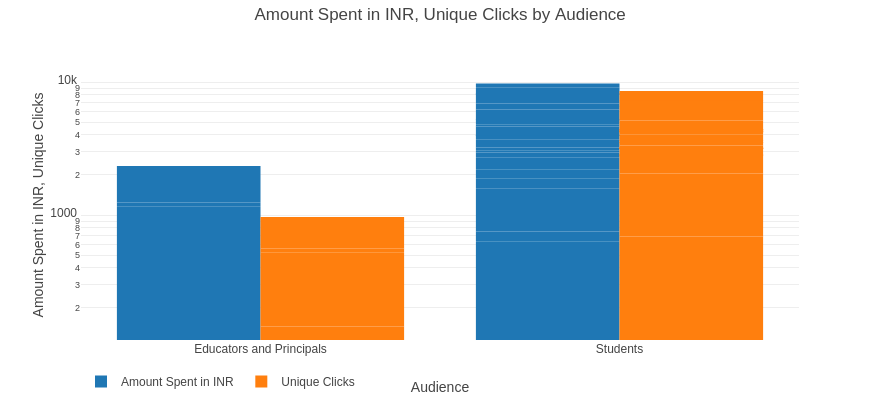 Amount Spent in INR, Unique Clicks by Audience
Amount Spent in INR, Unique Clicks
10k
9
8
7
6
5
4
3
2
1000
9
8
7
6
5
4
3
2
Educators and Principals
Students
Audience
Amount Spent in INR
Unique Clicks